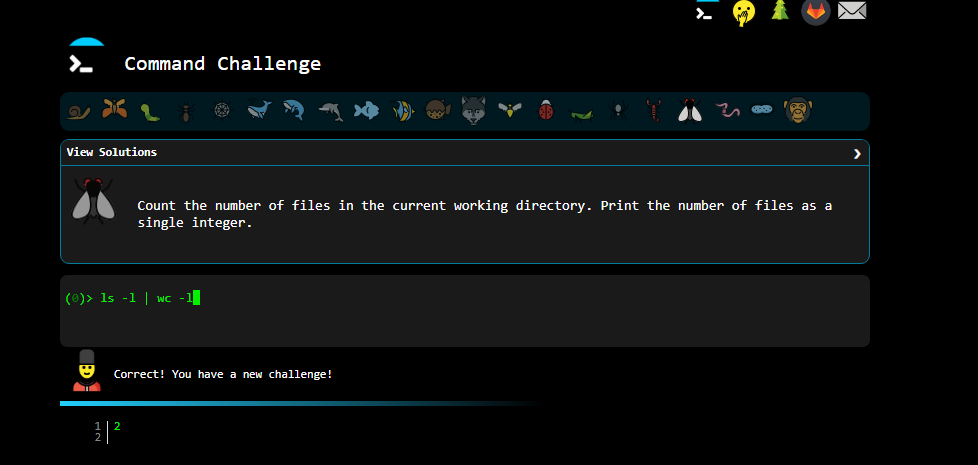 Command Challenge
View Solutions
Count the number of files in the current working directory. Print the number of files as a
single integer.
(0)> ls -l | wc -l
Correct! You have a new challenge!
1 2
2